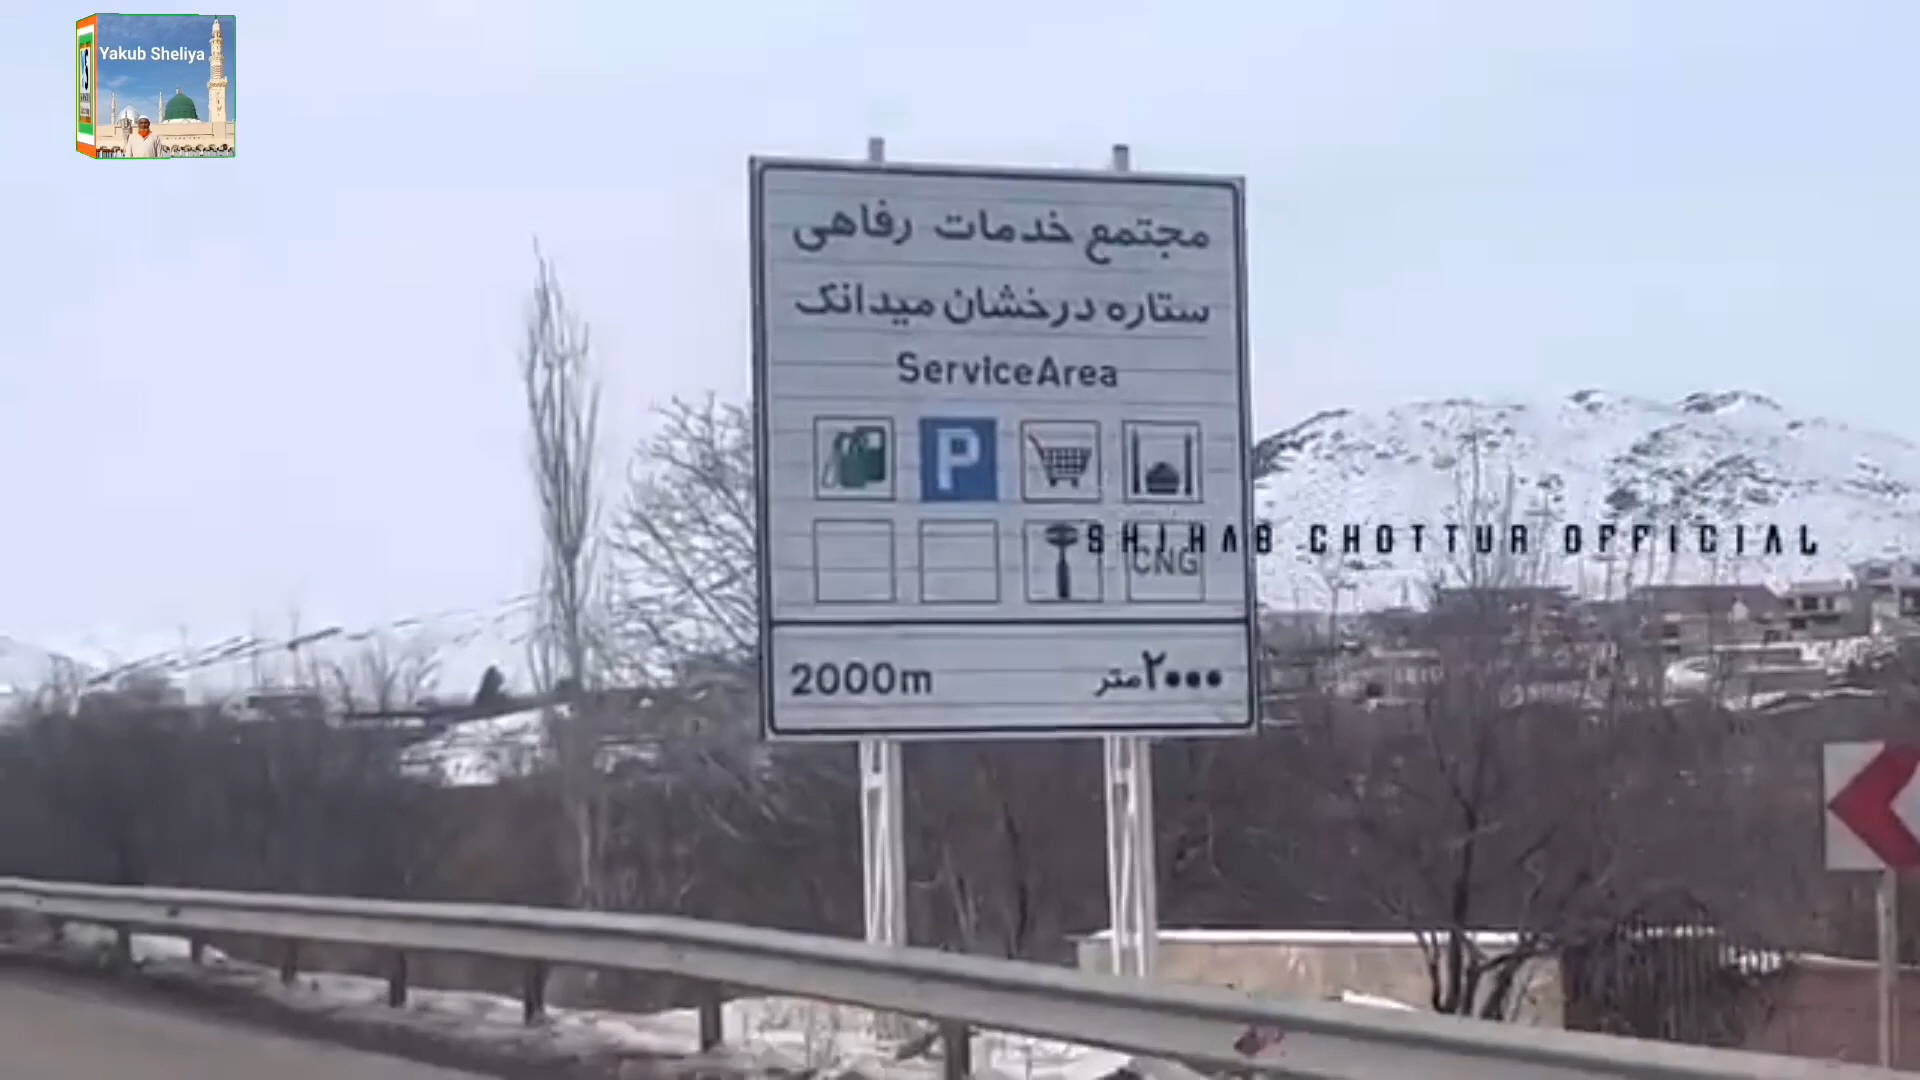 Yakub Sheliya
مجتمع خدمات رفاهی
ستاره درخشان میدانک
ServiceArea
P
SHIHAB CHOTTUR OFFICIAL
CNG
2000m
۲۰۰۰متر